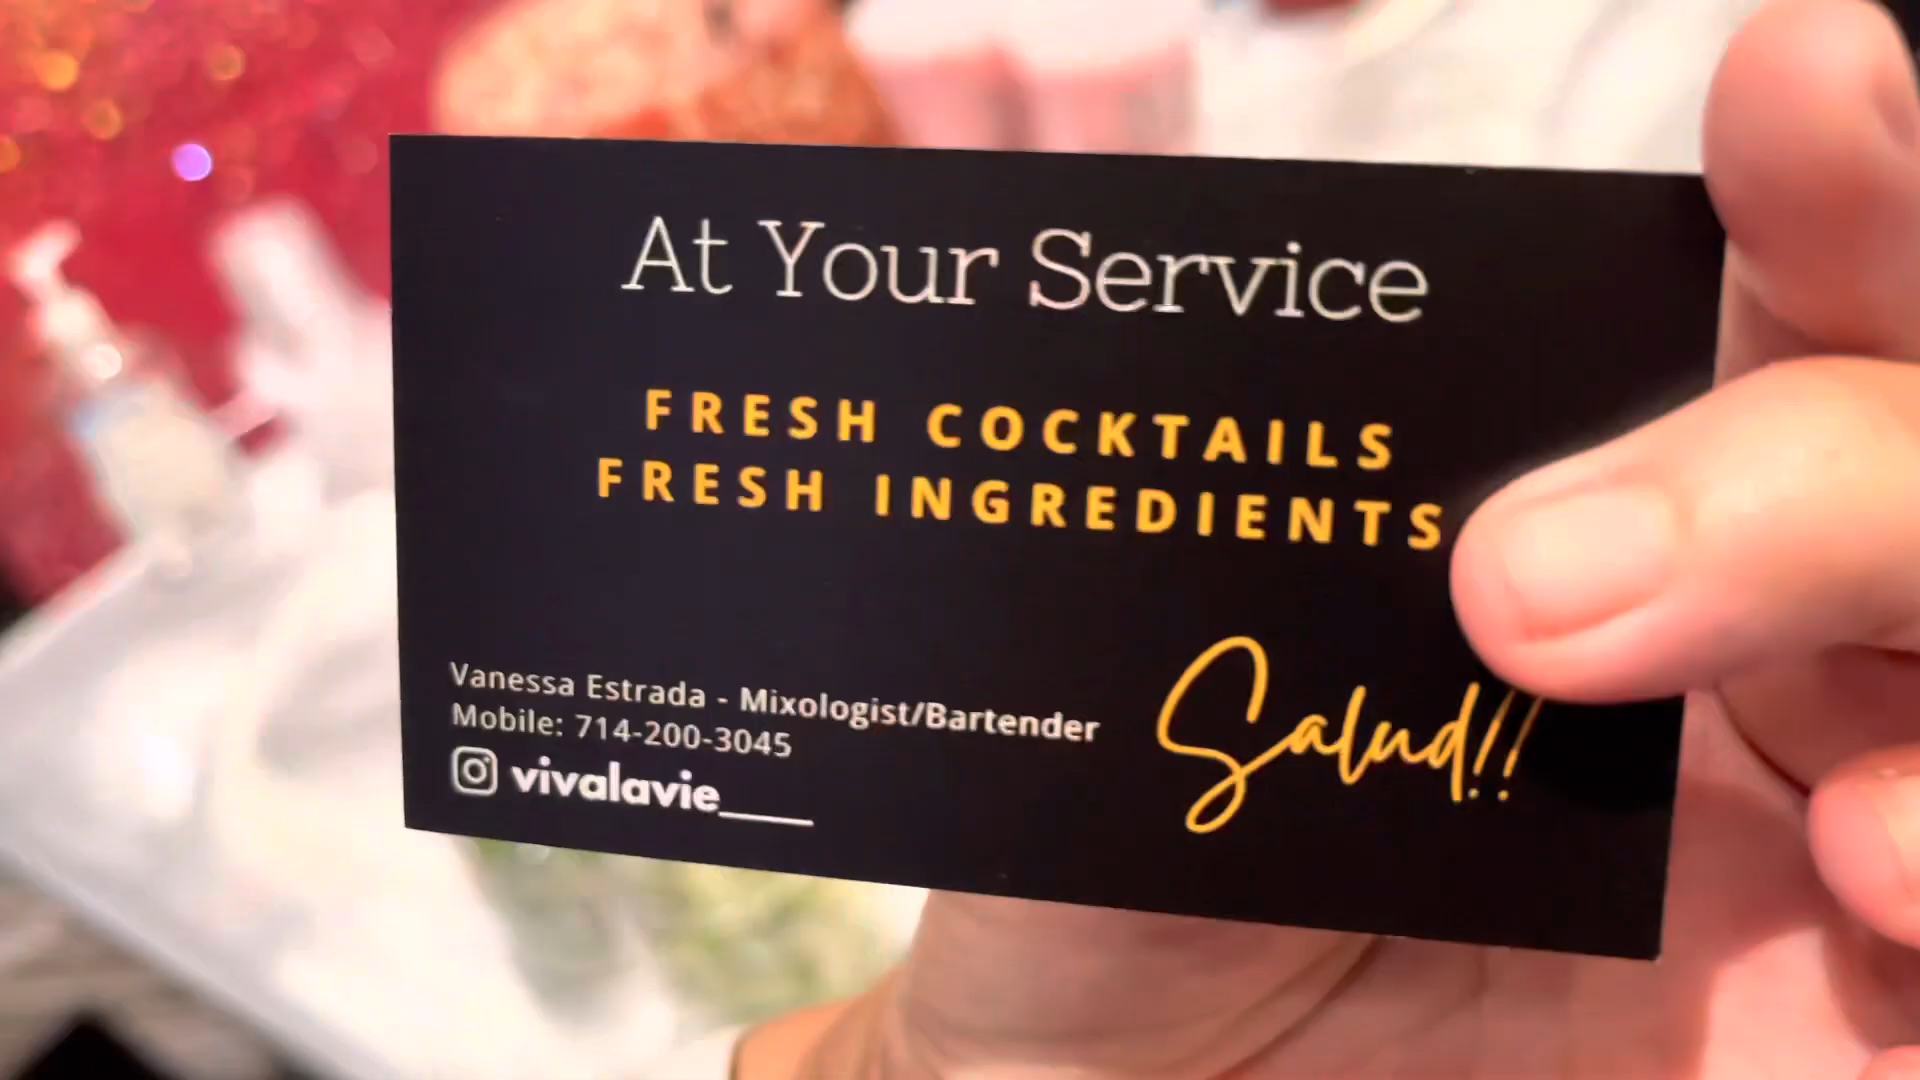 At Your Service
FRESH COCKTAILS
FRESH INGREDIENTS
Vanessa Estrada - Mixologist/Bartender
Mobile: 714-200-3045
vivalavie____
Salud!!